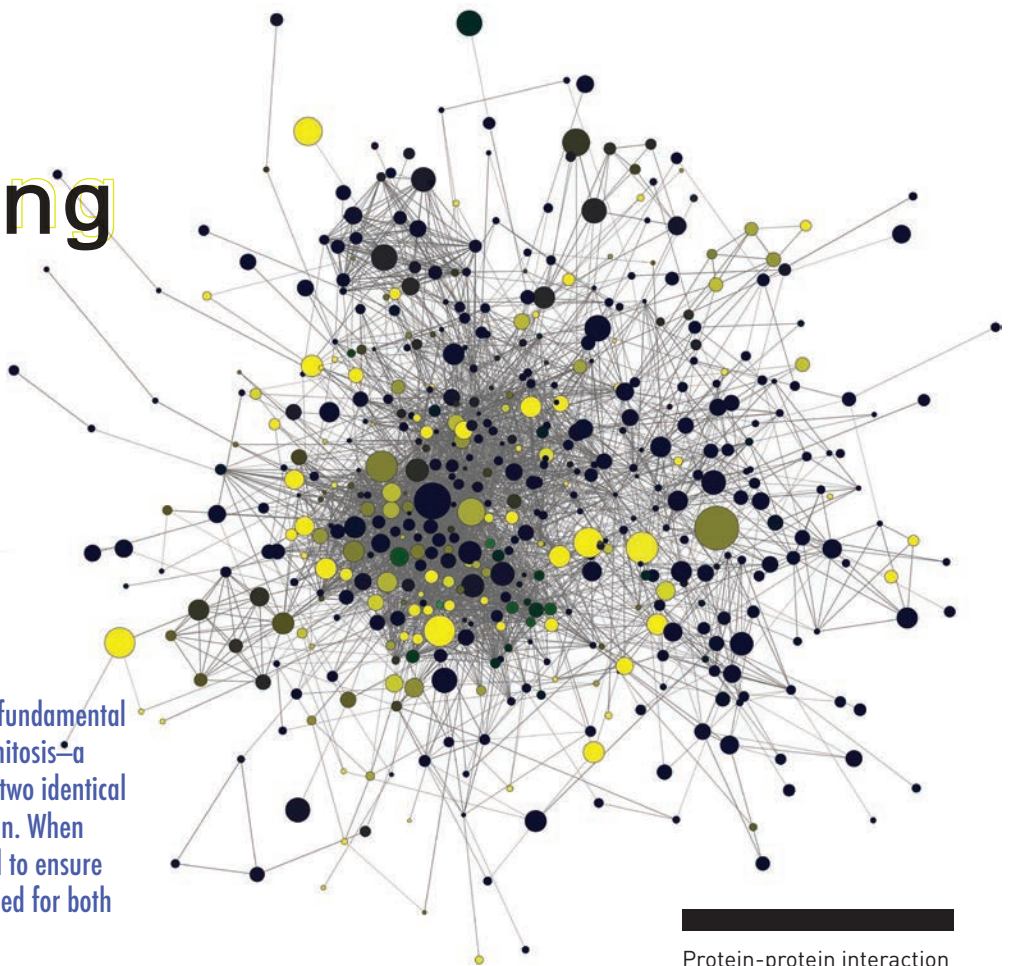 ng
fundamental
nitosis–a
two identical
n. When
l to ensure
ed for both
Protein-protein interaction